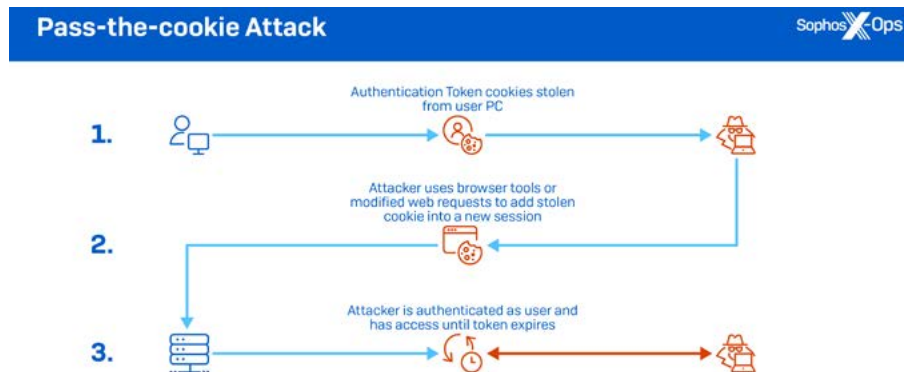 Pass-the-cookie Attack
Sophos X-Ops
Authentication Token cookies stolen
from user PC
1.
Attacker uses browser tools or
modified web requests to add stolen
cookie into a new session
2.
Attacker is authenticated as user and
has access until token expires
3.